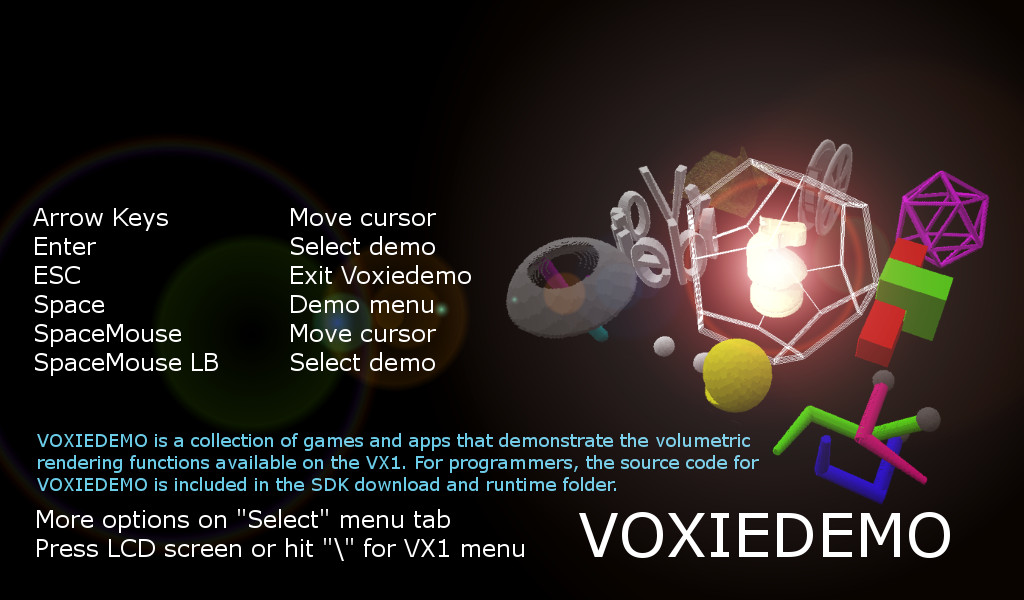 Arrow Keys Move cursor
Enter Select demo
ESC Exit Voxiedemo
Space Demo menu
SpaceMouse Move cursor
SpaceMouse LB Select demo
VOXIEDEMO is a collection of games and apps that demonstrate the volumetric
rendering functions available on the VX1. For programmers, the source code for
VOXIEDEMO is included in the SDK download and runtime folder.
More options on "Select" menu tab
Press LCD screen or hit "\" for VX1 menu
VOXIEDEMO